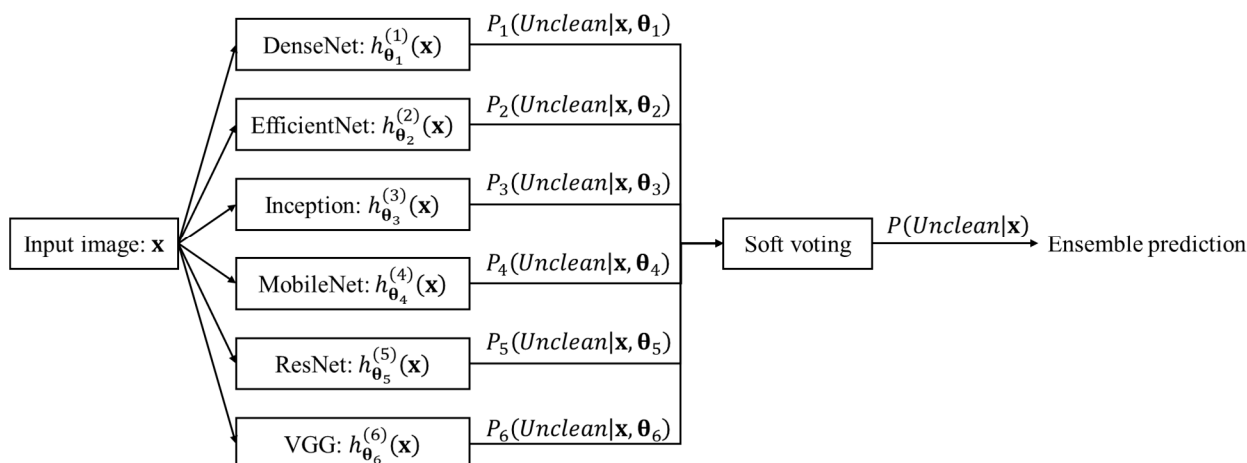 Input image: 𝐱
DenseNet: ℎ_𝛉₁^(1)(𝐱)
EfficientNet: ℎ_𝛉₂^(2)(𝐱)
Inception: ℎ_𝛉₃^(3)(𝐱)
MobileNet: ℎ_𝛉₄^(4)(𝐱)
ResNet: ℎ_𝛉₅^(5)(𝐱)
VGG: ℎ_𝛉₆^(6)(𝐱)
P₁(Unclean|𝐱, 𝛉₁)
P₂(Unclean|𝐱, 𝛉₂)
P₃(Unclean|𝐱, 𝛉₃)
P₄(Unclean|𝐱, 𝛉₄)
P₅(Unclean|𝐱, 𝛉₅)
P₆(Unclean|𝐱, 𝛉₆)
Soft voting
P(Unclean|𝐱)
Ensemble prediction